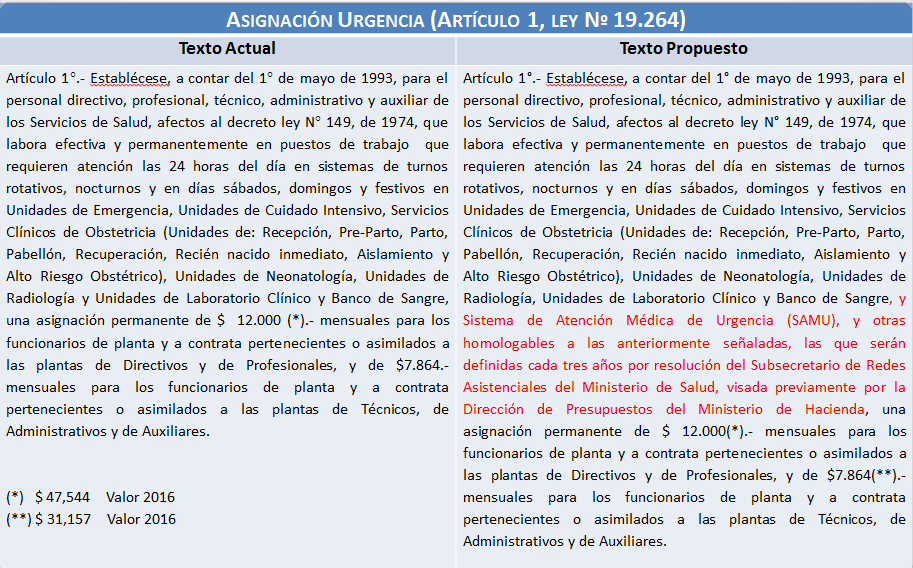 ASIGNACIÓN URGENCIA (ARTÍCULO 1, LEY Nº 19.264)
Texto Actual
Artículo 1°.- Establécese, a contar del 1° de mayo de 1993, para el
personal directivo, profesional, técnico, administrativo y auxiliar de
los Servicios de Salud, afectos al decreto ley N° 149, de 1974, que
labora efectiva y permanentemente en puestos de trabajo que
requieren atención las 24 horas del día en sistemas de turnos
rotativos, nocturnos y en días sábados, domingos y festivos en
Unidades de Emergencia, Unidades de Cuidado Intensivo, Servicios
Clínicos de Obstetricia (Unidades de: Recepción, Pre-Parto, Parto,
Pabellón, Recuperación, Recién nacido inmediato, Aislamiento y
Alto Riesgo Obstétrico), Unidades de Neonatología, Unidades de
Radiología y Unidades de Laboratorio Clínico y Banco de Sangre,
una asignación permanente de $ 12.000 (*).- mensuales para los
funcionarios de planta y a contrata pertenecientes o asimilados a
las plantas de Directivos y de Profesionales, y de $7.864.-
mensuales para los funcionarios de planta y a contrata
pertenecientes o asimilados a las plantas de Técnicos, de
Administrativos y de Auxiliares.
(*) $ 47,544 Valor 2016
(**) $ 31,157 Valor 2016
Texto Propuesto
Artículo 1°.- Establécese, a contar del 1° de mayo de 1993, para el
personal directivo, profesional, técnico, administrativo y auxiliar de
los Servicios de Salud, afectos al decreto ley N° 149, de 1974, que
labora efectiva y permanentemente en puestos de trabajo que
requieren atención las 24 horas del día en sistemas de turnos
rotativos, nocturnos y en días sábados, domingos y festivos en
Unidades de Emergencia, Unidades de Cuidado Intensivo, Servicios
Clínicos de Obstetricia (Unidades de: Recepción, Pre-Parto, Parto,
Pabellón, Recuperación, Recién nacido inmediato, Aislamiento y
Alto Riesgo Obstétrico), Unidades de Neonatología, Unidades de
Radiología, Unidades de Laboratorio Clínico y Banco de Sangre, y
Sistema de Atención Médica de Urgencia (SAMU), y otras
homologables a las anteriormente señaladas, las que serán
definidas cada tres años por resolución del Subsecretario de Redes
Asistenciales del Ministerio de Salud, visada previamente por la
Dirección de Presupuestos del Ministerio de Hacienda, una
asignación permanente de $ 12.000(*).- mensuales para los
funcionarios de planta y a contrata pertenecientes o asimilados a
las plantas de Directivos y de Profesionales, y de $7.864(**).-
mensuales para los funcionarios de planta y a contrata
pertenecientes o asimilados a las plantas de Técnicos, de
Administrativos y de Auxiliares.